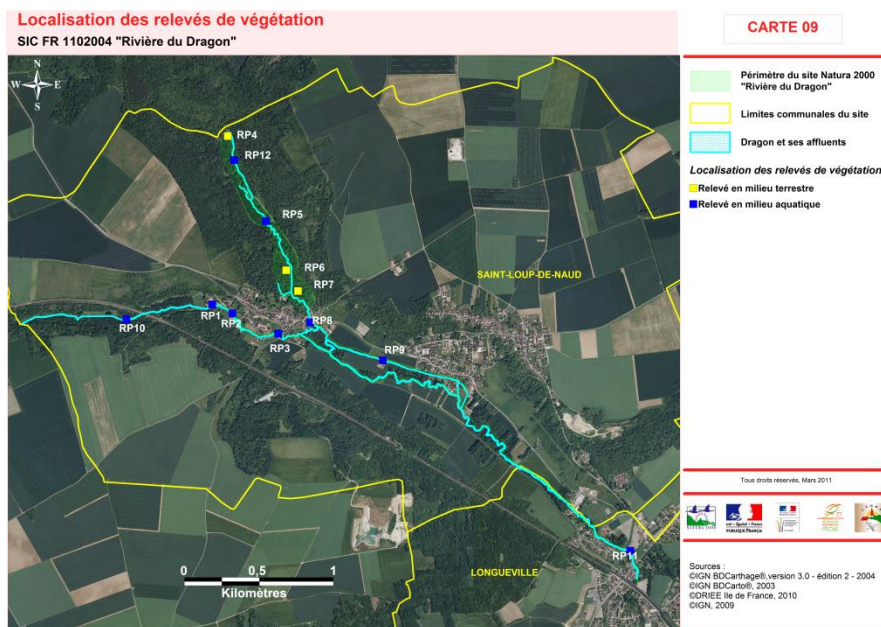 Localisation des relevés de végétation
SIC FR 1102004 "Rivière du Dragon"
CARTE 09
N
W E
S
Périmètre du site Natura 2000
"Rivière du Dragon"
Limites communales du site
Dragon et ses affluents
Localisation des relevés de végétation
Relevé en milieu terrestre
Relevé en milieu aquatique
RP4
RP12
RP5
RP6
RP7
SAINT-LOUP-DE-NAUD
RP1
RP2
RP8
RP10
RP3
RP9
RP11
LONGUEVILLE
0 0,5 1
Kilomètres
Tous droits réservés, Mars 2011
NATURA 2000
RÉPUBLIQUE FRANÇAISE
Sources :
©IGN BDCarthage®,version 3.0 - édition 2 - 2004
©IGN BDCarto®, 2003
©DRIEE Ile de France, 2010
©IGN, 2009